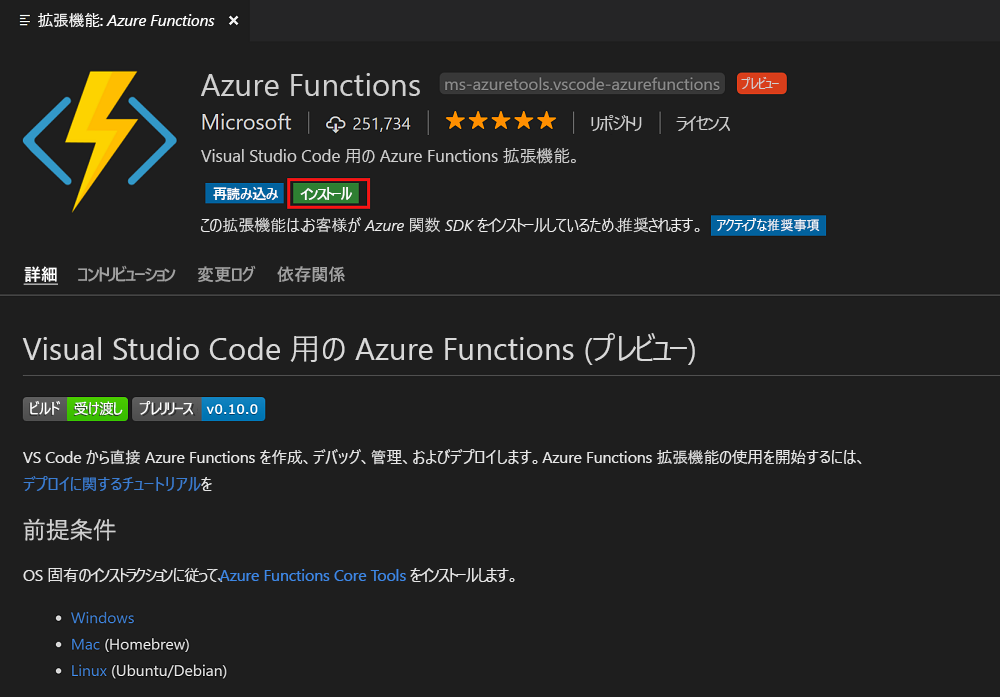 拡張機能: Azure Functions ×
Azure Functions ms-azuretools.vscode-azurefunctions プレビュー
Microsoft 251,734 リポジトリ ライセンス
Visual Studio Code 用の Azure Functions 拡張機能。
再読み込み インストール
この拡張機能は、お客様が Azure 関数 SDK をインストールしているため、推奨されます。 アクティブな推奨事項
詳細 コントリビューション 変更ログ 依存関係
Visual Studio Code 用の Azure Functions (プレビュー)
ビルド 受け渡し プレリリース v0.10.0
VS Code から直接 Azure Functions を作成、デバッグ、管理、およびデプロイします。Azure Functions 拡張機能の使用を開始するには、
デプロイに関するチュートリアルを
前提条件
OS 固有のインストラクションに従って、Azure Functions Core Tools をインストールします。
• Windows
• Mac (Homebrew)
• Linux (Ubuntu/Debian)